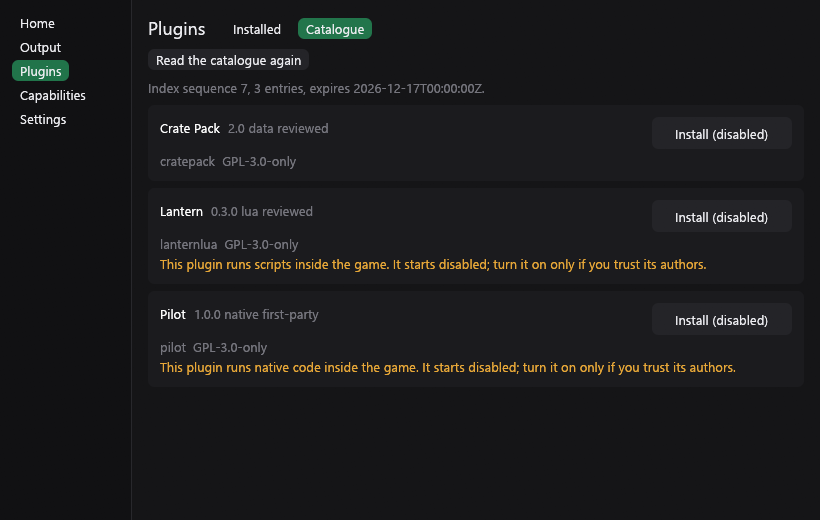 Home
Output
Plugins
Capabilities
Settings
Plugins Installed Catalogue
Read the catalogue again
Index sequence 7, 3 entries, expires 2026-12-17T00:00:00Z.
Crate Pack 2.0 data reviewed
Install (disabled)
cratepack GPL-3.0-only
Lantern 0.3.0 lua reviewed
Install (disabled)
lanternlua GPL-3.0-only
This plugin runs scripts inside the game. It starts disabled; turn it on only if you trust its authors.
Pilot 1.0.0 native first-party
Install (disabled)
pilot GPL-3.0-only
This plugin runs native code inside the game. It starts disabled; turn it on only if you trust its authors.